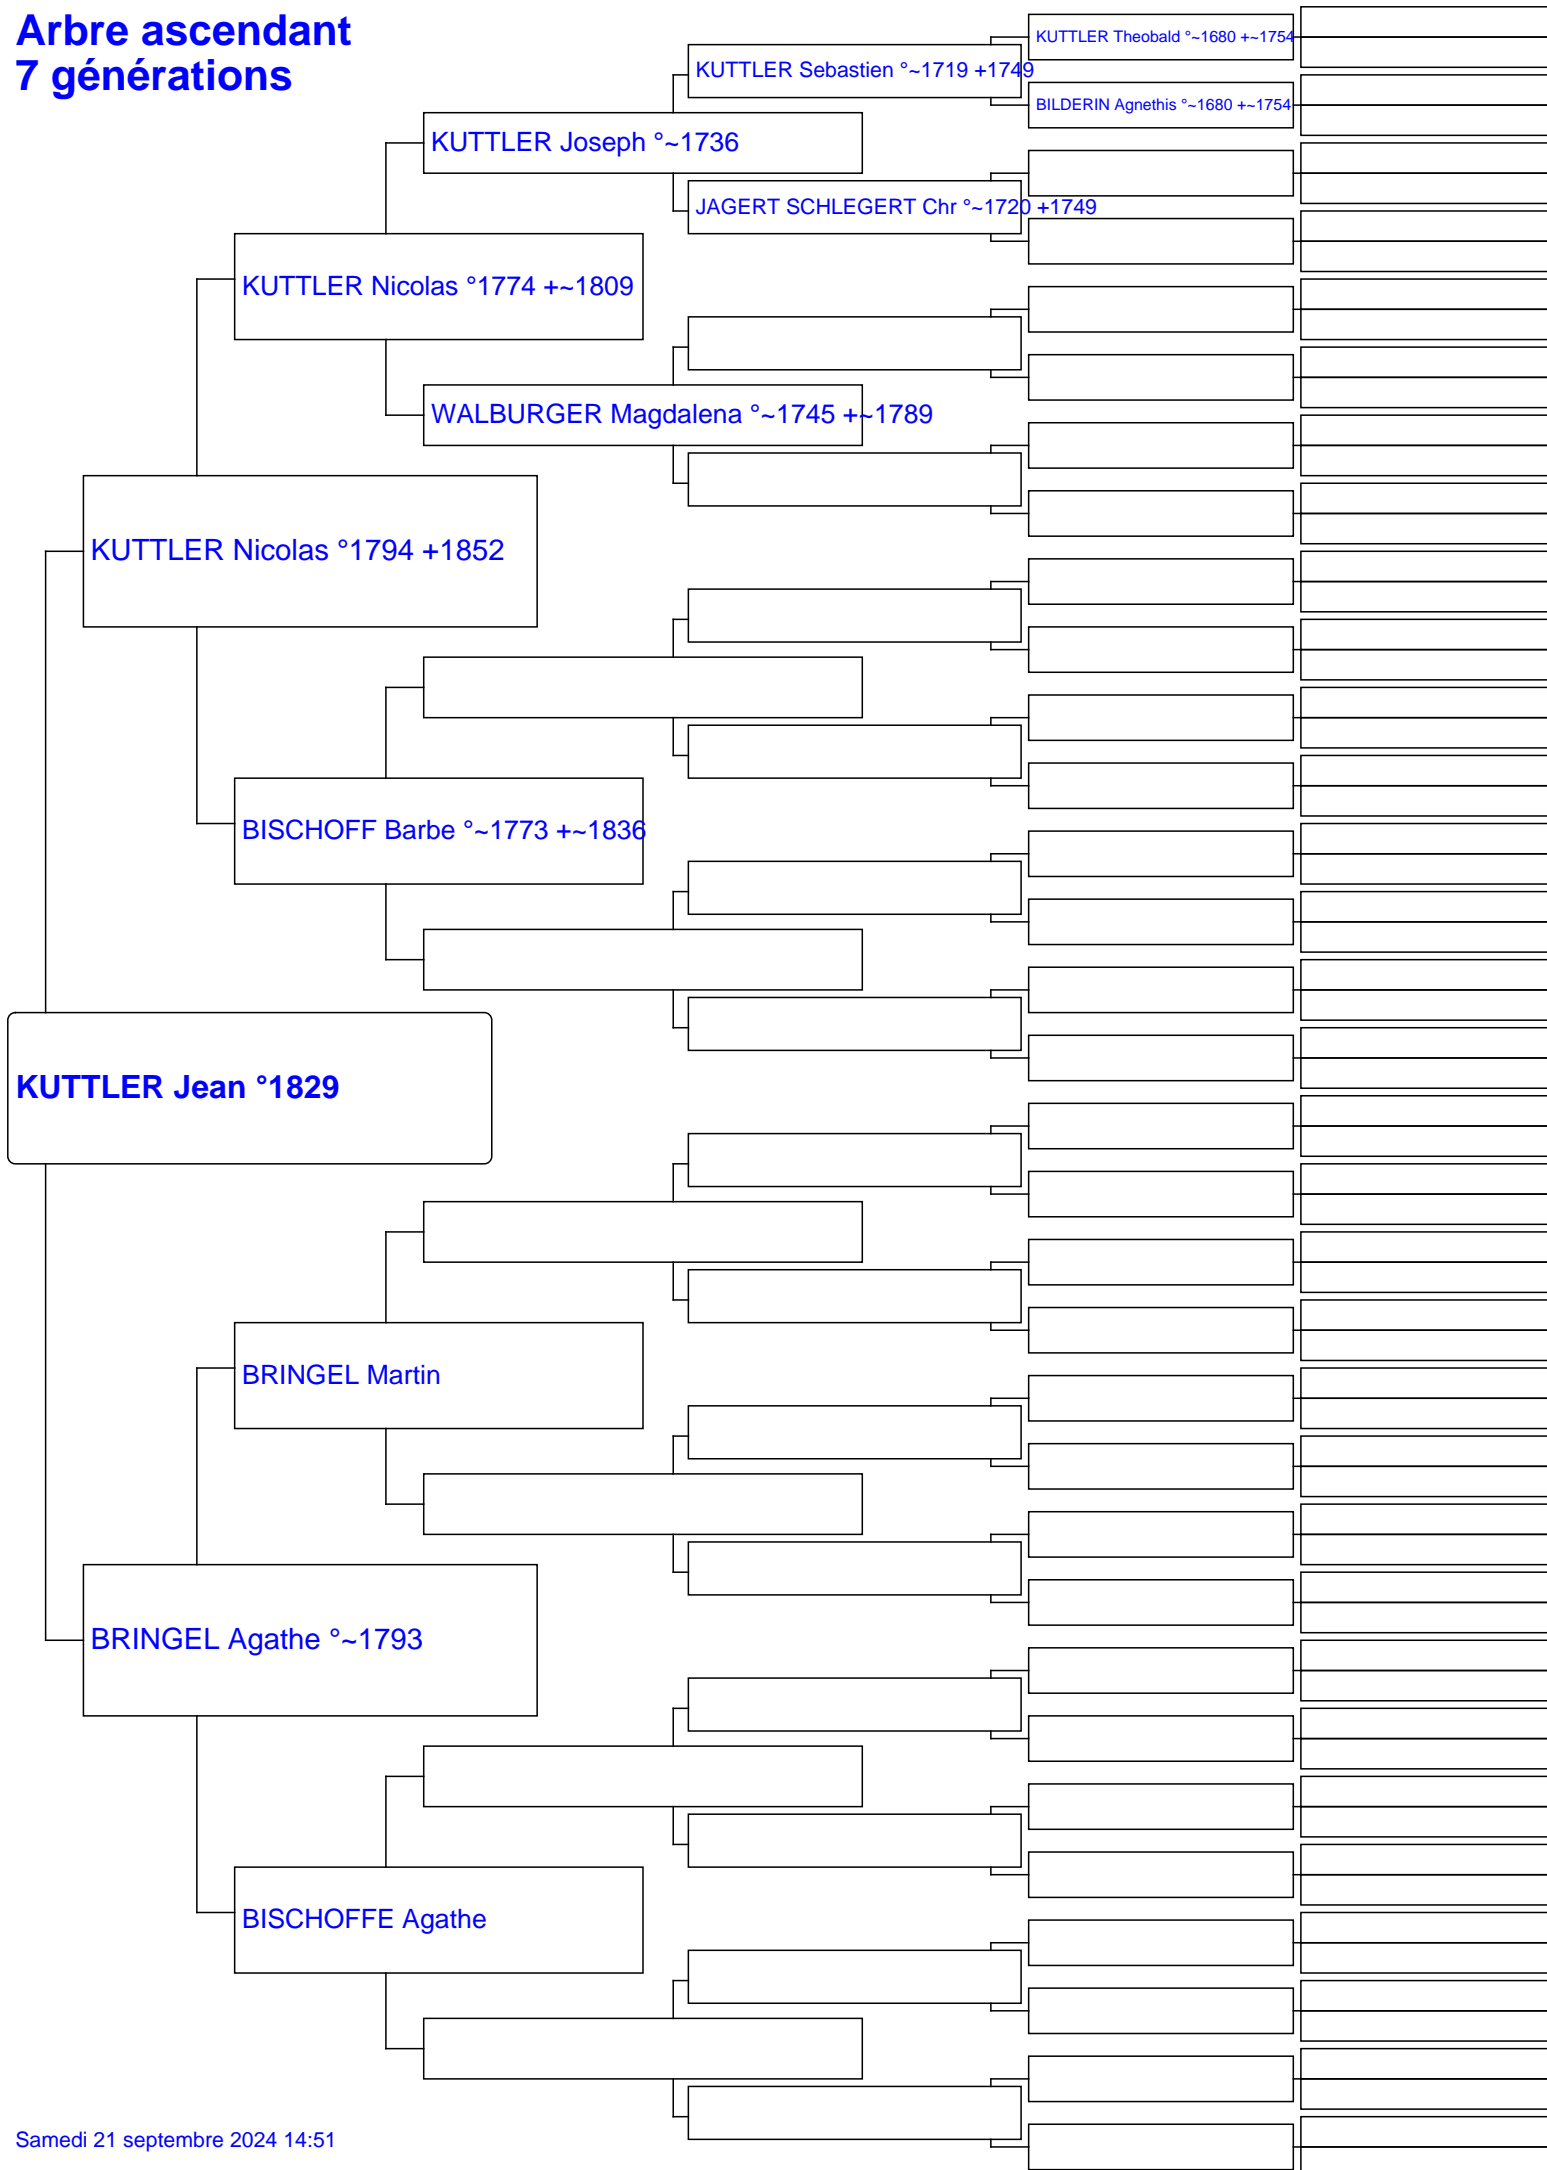 Arbre ascendant
7 générations
KUTTLER Theobald °~1680 +~1754
KUTTLER Sebastien °~1719 +1749
BILDERIN Agnethis °~1680 +~1754
KUTTLER Joseph °~1736
JAGERT SCHLEGERT Chr °~1720 +1749
KUTTLER Nicolas °1774 +~1809
WALBURGER Magdalena °~1745 +~1789
KUTTLER Nicolas °1794 +1852
BISCHOFF Barbe °~1773 +~1836
KUTTLER Jean °1829
BRINGEL Martin
BRINGEL Agathe °~1793
BISCHOFFE Agathe
Samedi 21 septembre 2024 14:51